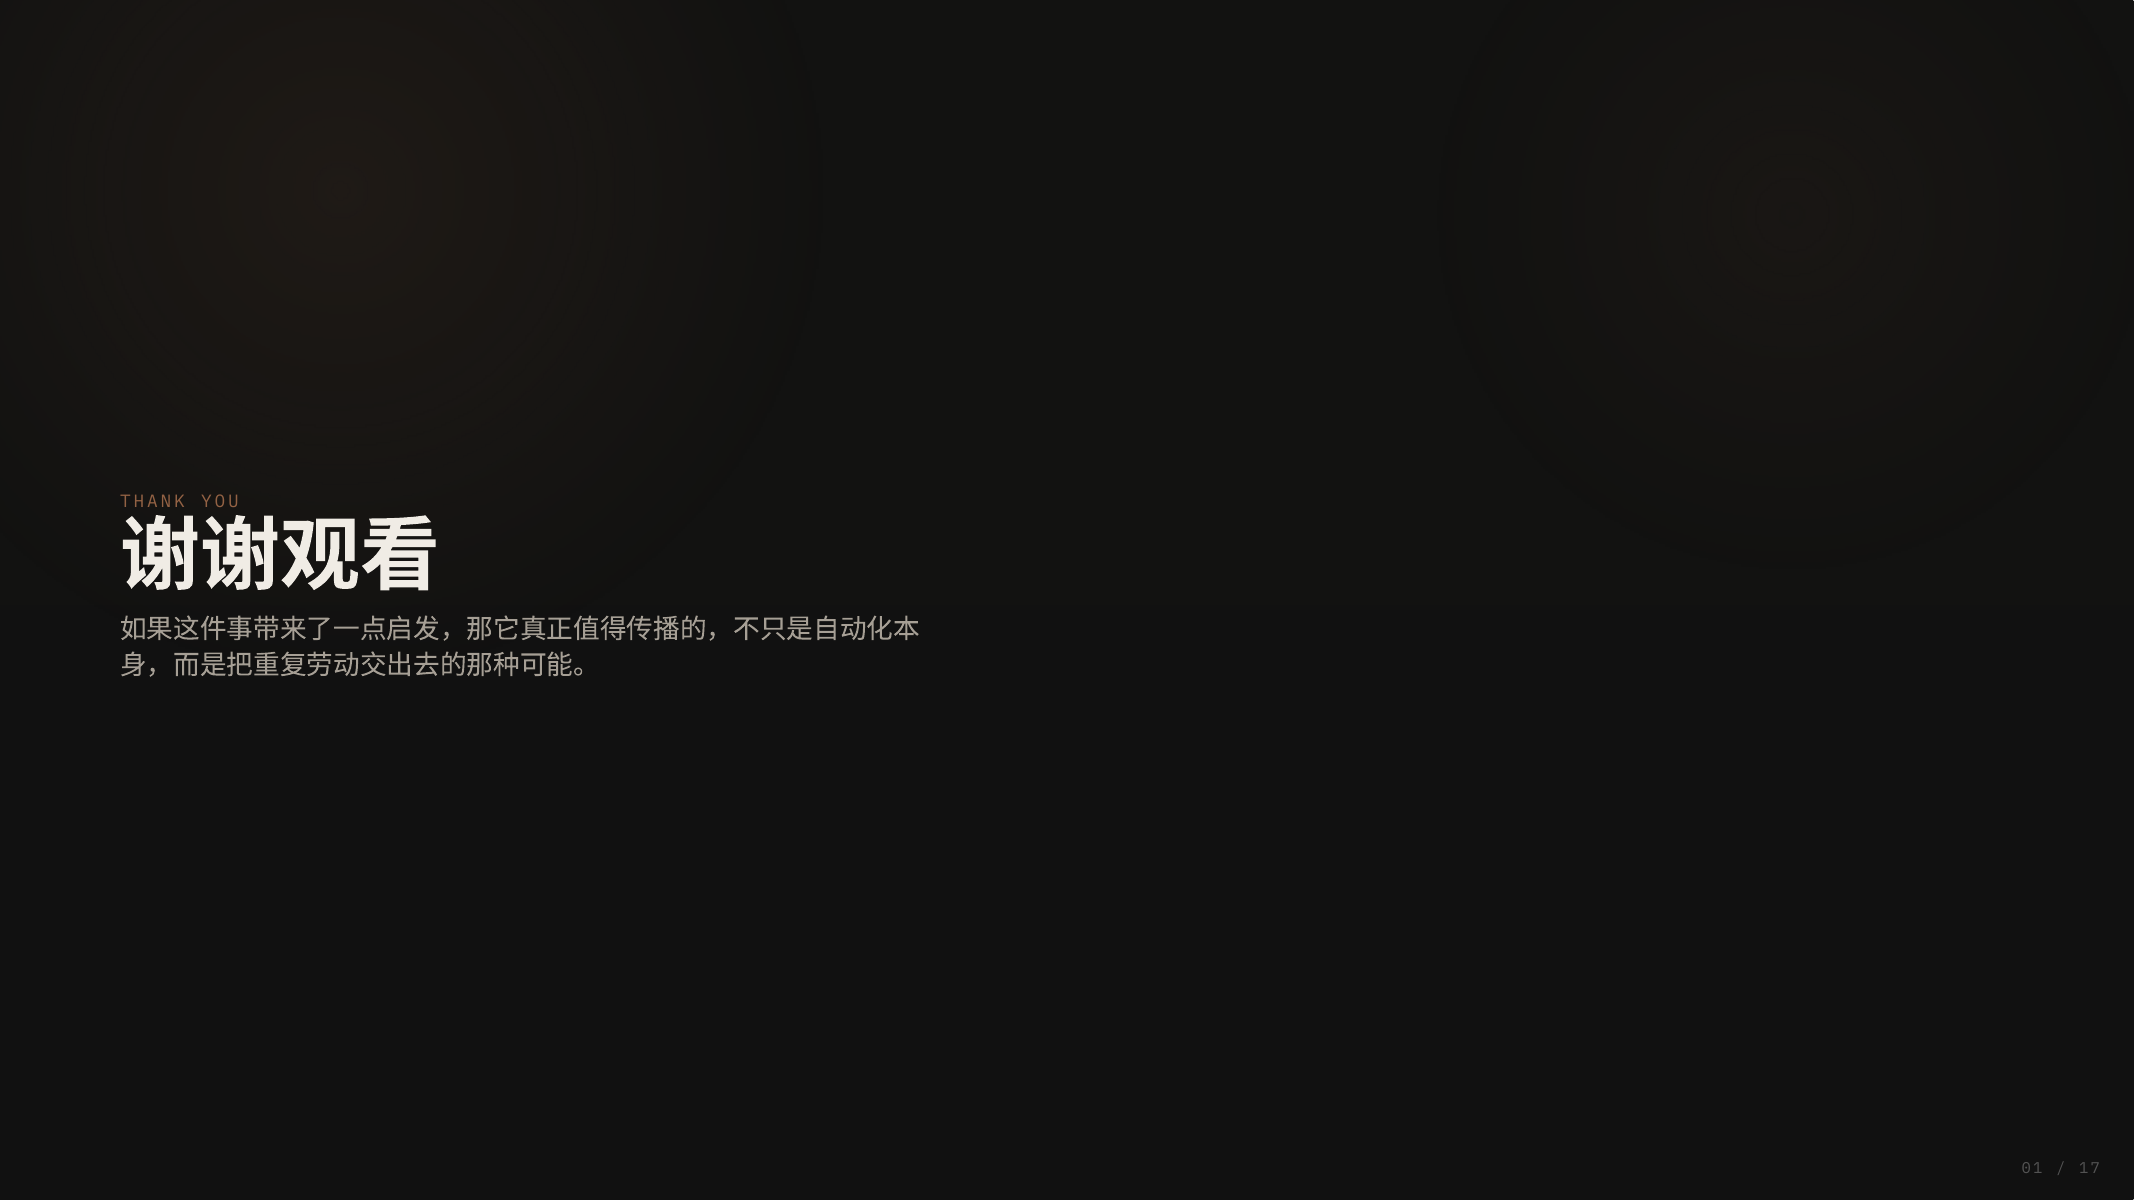 THANK YOU
谢谢观看
如果这件事带来了一点启发，那它真正值得传播的，不只是自动化本
身，而是把重复劳动交出去的那种可能。
01 / 17